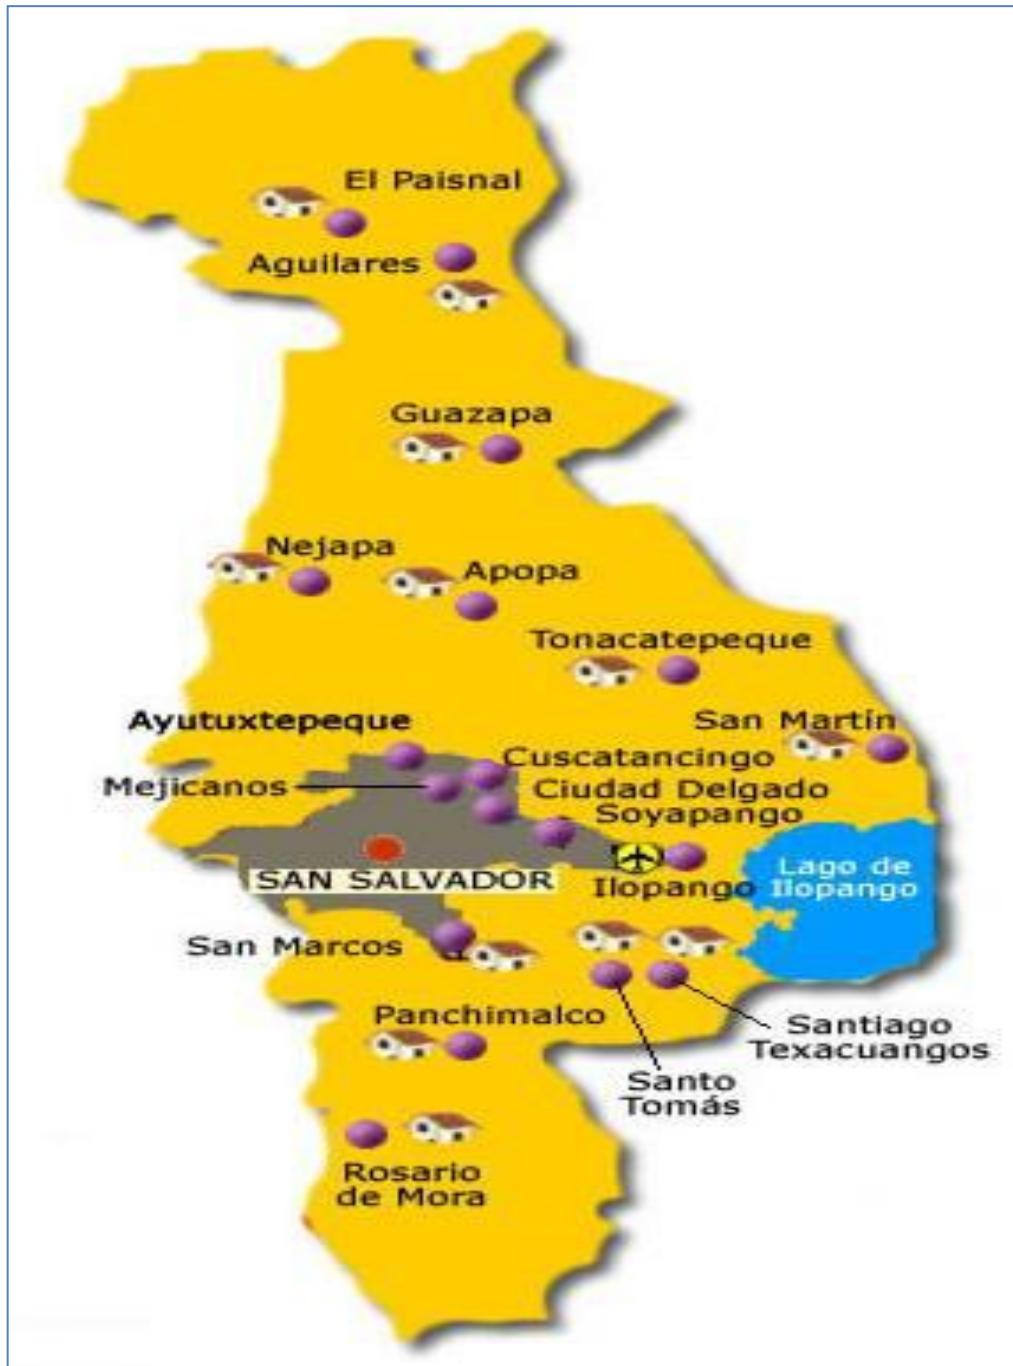 El Paisnal
Aguilares
Guazapa
Nejapa
Apopa
Tonacatepeque
San Martín
Ayutuxtepeque
Cuscatancingo
Mejicanos
Ciudad Delgado
Soyapango
Lago de
Ilopango
SAN SALVADOR
Ilopango
San Marcos
Panchimalco
Santiago
Texacuangos
Santo
Tomás
Rosario
de Mora